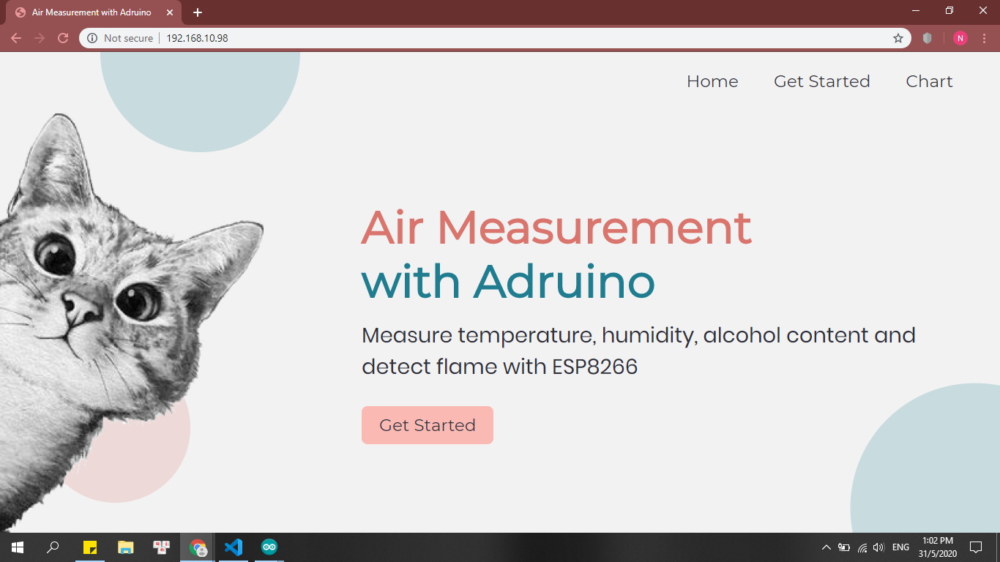 Air Measurement with Adruino
Not secure
192.168.10.98
N
Home
Get Started
Chart
Air Measurement
with Adruino
Measure temperature, humidity, alcohol content and
detect flame with ESP8266
Get Started
ENG
1:02 PM
31/5/2020